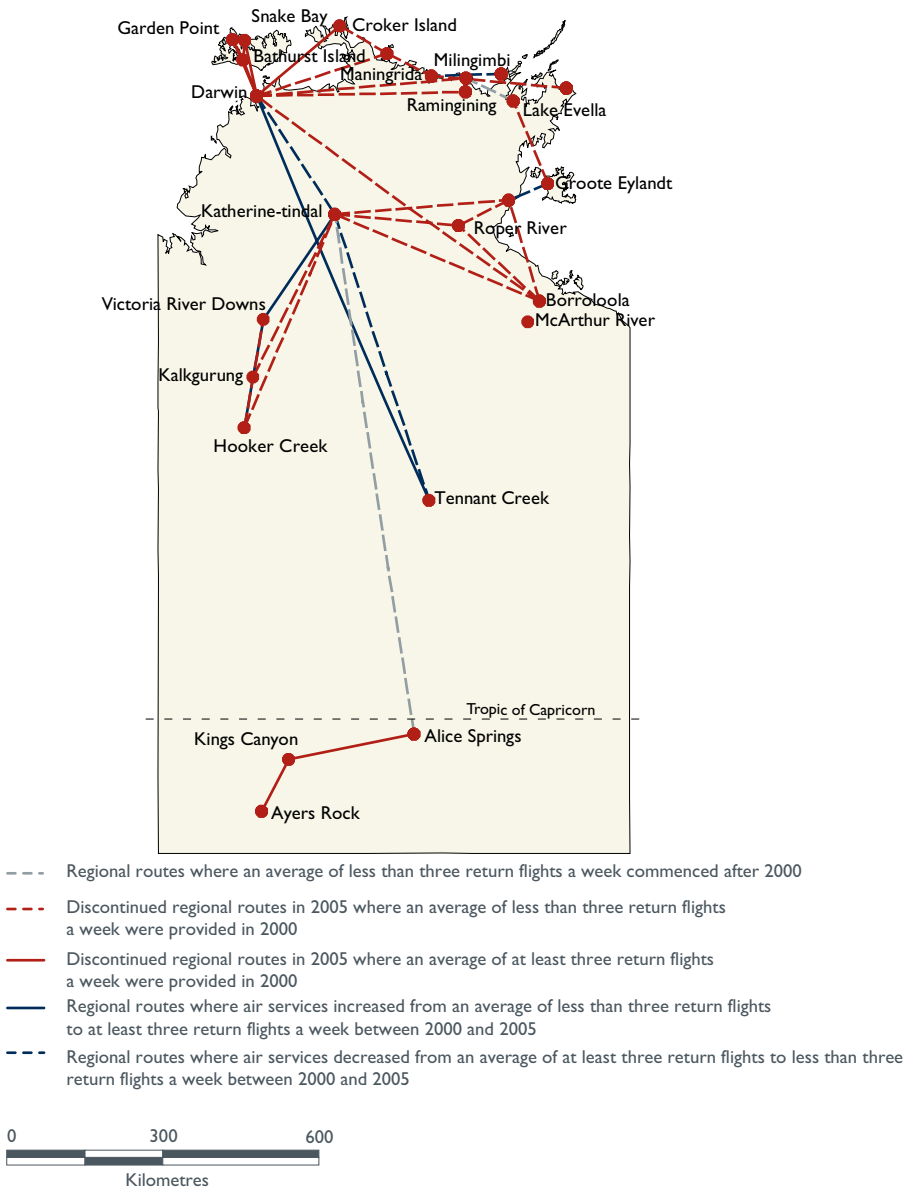 Snake Bay
Garden Point
Croker Island
Bathurst Island
Milingimbi
Maningrida
Darwin
Ramingining
Lake Evella
Groote Eylandt
Katherine-tindal
Roper River
Victoria River Downs
Borroloola
McArthur River
Kalkgurung
Hooker Creek
Tennant Creek
Tropic of Capricorn
Kings Canyon
Alice Springs
Ayers Rock
Regional routes where an average of less than three return flights a week commenced after 2000
Discontinued regional routes in 2005 where an average of less than three return flights
a week were provided in 2000
Discontinued regional routes in 2005 where an average of at least three return flights
a week were provided in 2000
Regional routes where air services increased from an average of less than three return flights
to at least three return flights a week between 2000 and 2005
Regional routes where air services decreased from an average of at least three return flights to less than three
return flights a week between 2000 and 2005
0 300 600
Kilometres